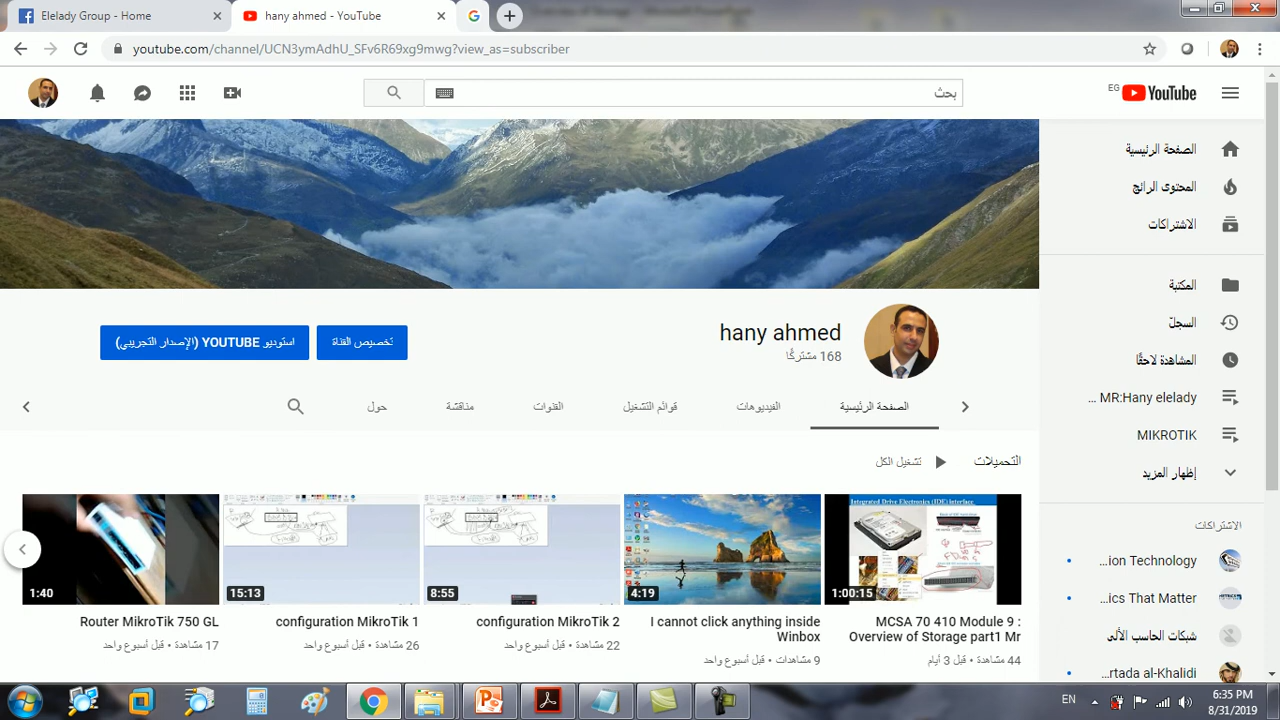 Elelady Group - Home
hany ahmed - YouTube
youtube.com/channel/UCN3ymAdhU_SFv6R69xg9mwg?view_as=subscriber
YouTube EG
بحث
الصفحة الرئيسية
المحتوى الرائج
الاشتراكات
المكتبة
السجلّ
المشاهدة لاحقًا
MR:Hany elelady ...
MIKROTIK
إظهار المزيد
الاشتراكات
...ion Technology
...ics That Matter
شبكات الحاسب الألى
...rtada al-Khalidi
hany ahmed
168 مشتركًا
تخصيص القناة
استوديو YOUTUBE (الإصدار التجريبي)
الصفحة الرئيسية
الفيديوهات
قوائم التشغيل
القنوات
مناقشة
حول
التحميلات
تشغيل الكل
Integrated Drive Electronics (IDE) Interface
1:00:15
MCSA 70 410 Module 9 :
Overview of Storage part1 Mr
44 مشاهدة • قبل 3 أيام
4:19
I cannot click anything inside
Winbox
9 مشاهدات • قبل أسبوع واحد
8:55
configuration MikroTik 2
22 مشاهدة • قبل أسبوع واحد
15:13
configuration MikroTik 1
26 مشاهدة • قبل أسبوع واحد
1:40
Router MikroTik 750 GL
17 مشاهدة • قبل أسبوع واحد
EN
6:35 PM
8/31/2019